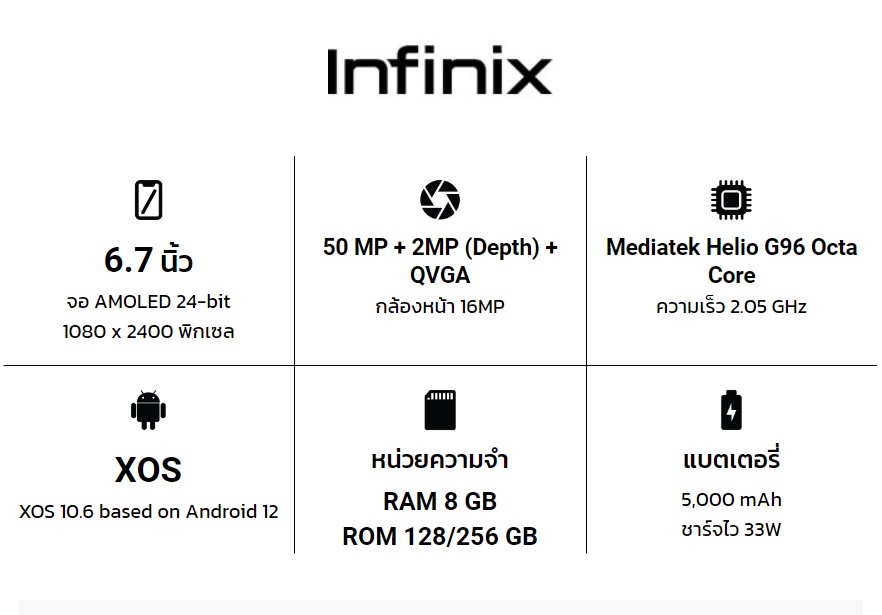 Infinix
6.7 นิ้ว
จอ AMOLED 24-bit
1080 x 2400 พิกเซล
50 MP + 2MP (Depth) +
QVGA
กล้องหน้า 16MP
Mediatek Helio G96 Octa
Core
ความเร็ว 2.05 GHz
XOS
XOS 10.6 based on Android 12
หน่วยความจำ
RAM 8 GB
ROM 128/256 GB
แบตเตอรี่
5,000 mAh
ชาร์จไว 33W